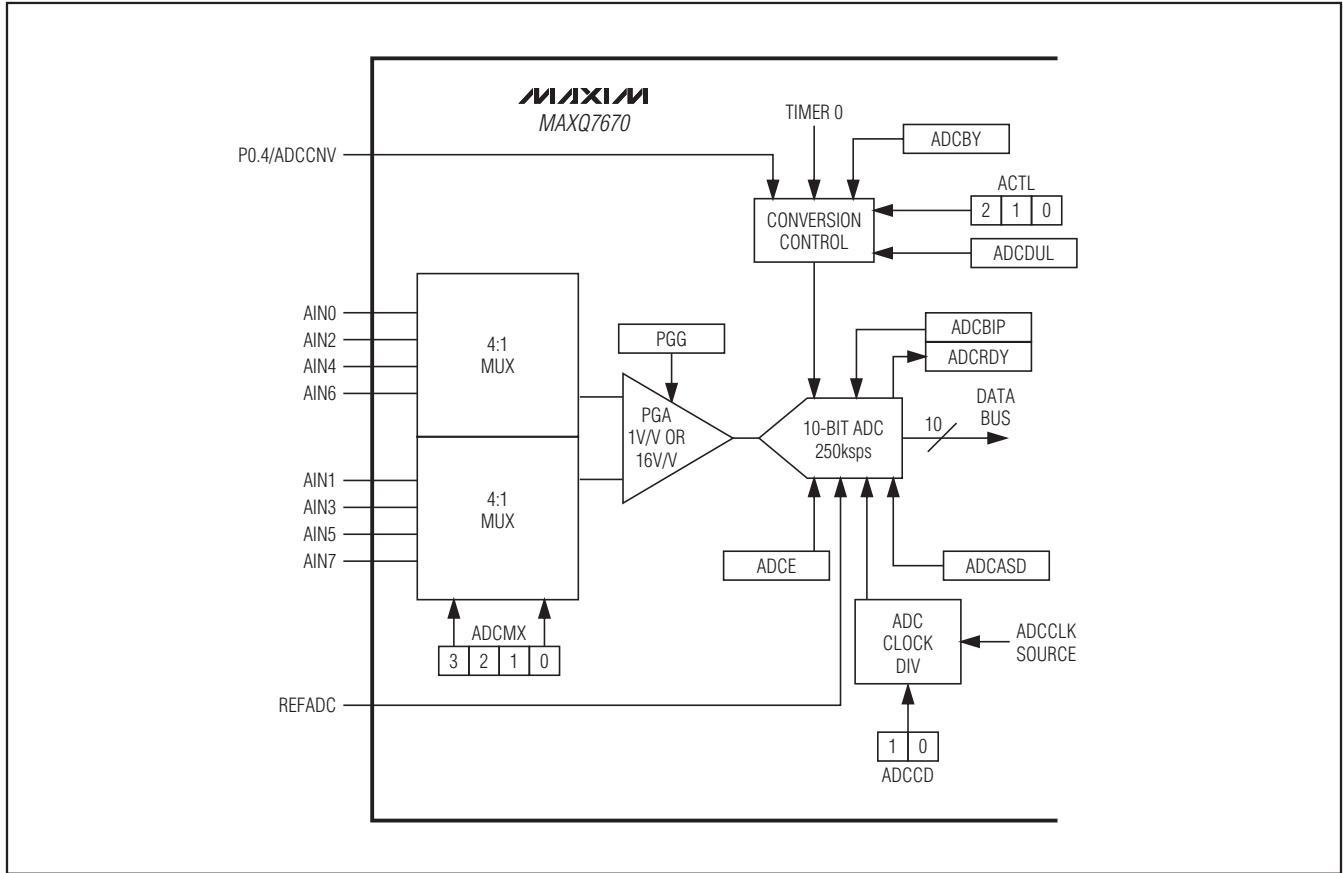 MAXIM
MAXQ7670
TIMER 0
P0.4/ADCCNV
ADCBY
ACTL
2 1 0
CONVERSION
CONTROL
ADCDUL
AIN0
AIN2
AIN4
AIN6
4:1
MUX
PGG
ADCBIP
ADCRDY
PGA
1V/V OR
16V/V
10-BIT ADC
250ksps
10
DATA
BUS
AIN1
AIN3
AIN5
AIN7
4:1
MUX
ADCE
ADCASD
ADCMX
3 2 1 0
ADC
CLOCK
DIV
ADCCLK
SOURCE
REFADC
1 0
ADCCD